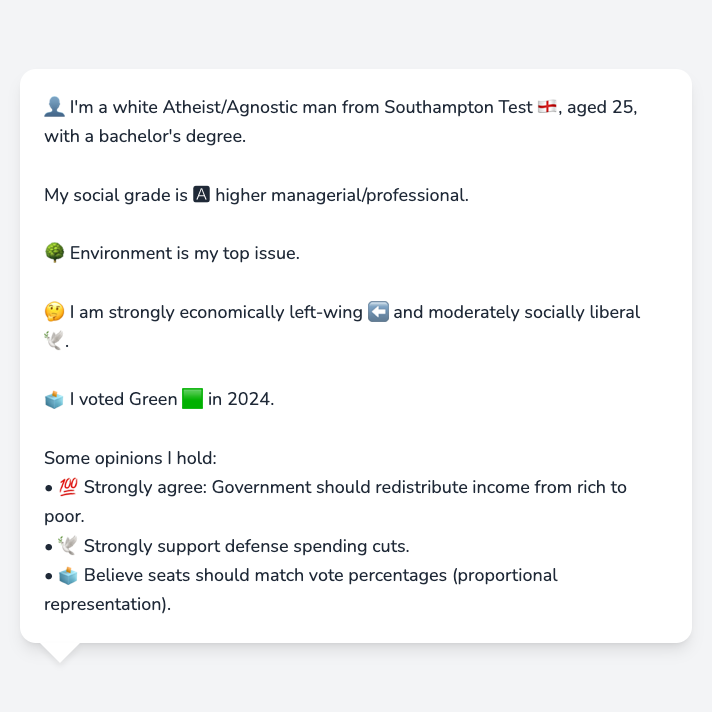 👤 I'm a white Atheist/Agnostic man from Southampton Test 🏴󠁧󠁢󠁥󠁮󠁧󠁿, aged 25,
with a bachelor's degree.
My social grade is 🅰 higher managerial/professional.
🌳 Environment is my top issue.
🤔 I am strongly economically left-wing ⬅️ and moderately socially liberal
🕊️.
🗳️ I voted Green 🟩 in 2024.
Some opinions I hold:
• 💯 Strongly agree: Government should redistribute income from rich to
poor.
• 🕊️ Strongly support defense spending cuts.
• 🗳️ Believe seats should match vote percentages (proportional
representation).